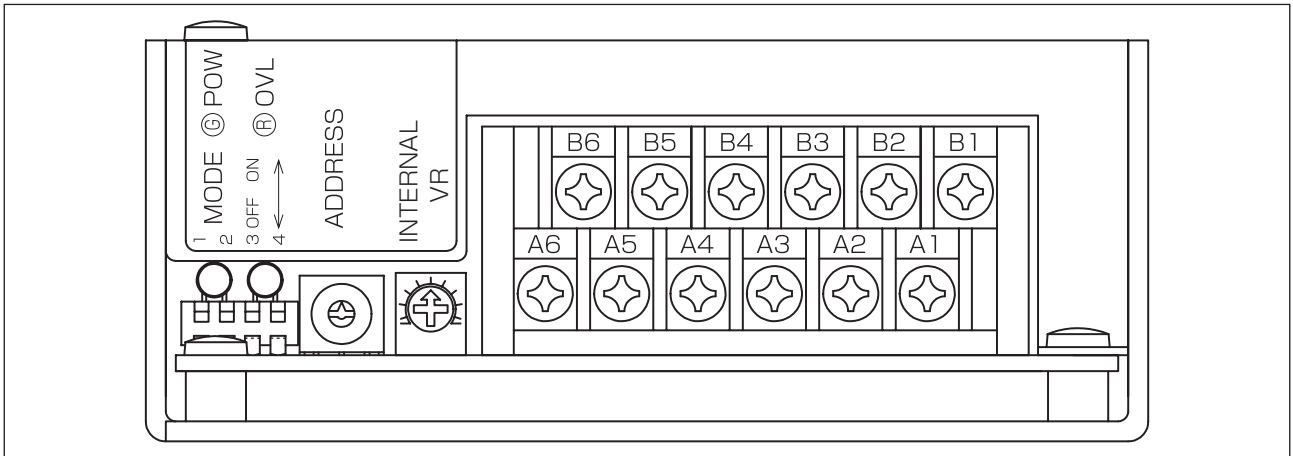 1 MODE Ⓖ POW
2
3 OFF ON Ⓡ OVL
4
ADDRESS
INTERNAL
VR
B6 B5 B4 B3 B2 B1
A6 A5 A4 A3 A2 A1